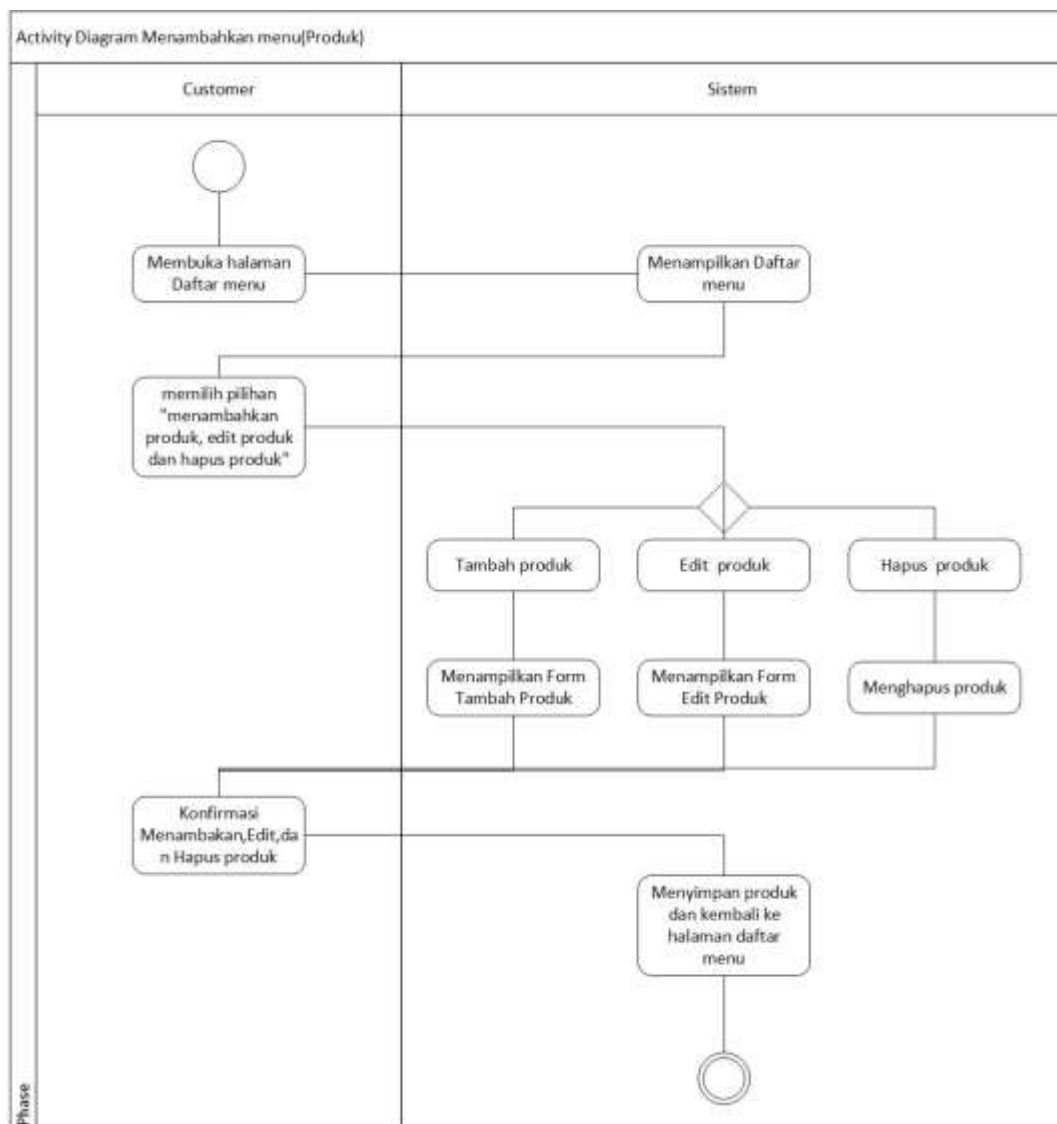 Activity Diagram Menambahkan menu(Produk)
Customer
Sistem
Membuka halaman
Daftar menu
Menampilkan Daftar
menu
memilih pilihan
"menambahkan
produk, edit produk
dan hapus produk"
Tambah produk
Edit  produk
Hapus  produk
Menampilkan Form
Tambah Produk
Menampilkan Form
Edit Produk
Menghapus produk
Konfirmasi
Menambakan,Edit,da
n Hapus produk
Menyimpan produk
dan kembali ke
halaman daftar
menu
Phase